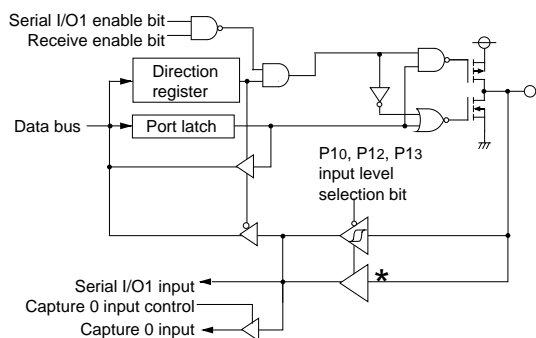 Serial I/O1 enable bit
Receive enable bit
Direction
register
Data bus
Port latch
P10, P12, P13
input level
selection bit
*
Serial I/O1 input
Capture 0 input control
Capture 0 input